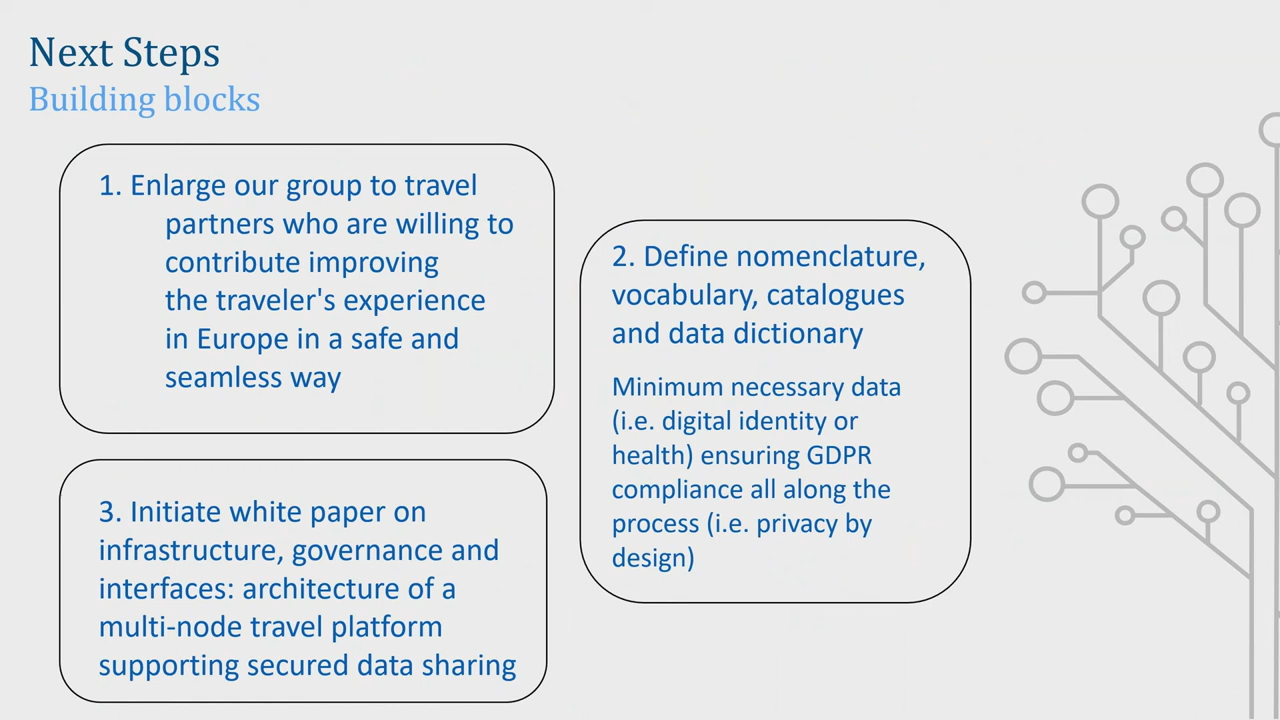 Next Steps
Building blocks
1. Enlarge our group to travel
partners who are willing to
contribute improving
the traveler's experience
in Europe in a safe and
seamless way
2. Define nomenclature,
vocabulary, catalogues
and data dictionary
Minimum necessary data
(i.e. digital identity or
health) ensuring GDPR
compliance all along the
process (i.e. privacy by
design)
3. Initiate white paper on
infrastructure, governance and
interfaces: architecture of a
multi-node travel platform
supporting secured data sharing